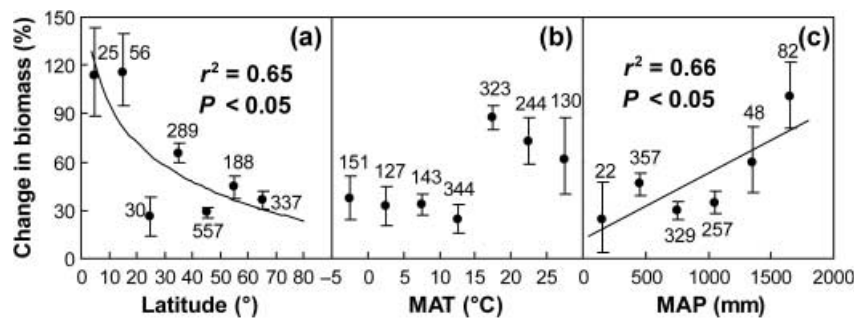 Change in biomass (%)
150
120
90
60
30
0
(a)
r² = 0.65
P < 0.05
25
56
289
30
557
188
337
0 10 20 30 40 50 60 70 80
Latitude (°)
(b)
151
127
143
344
323
244
130
–5 0 5 10 15 20 25
MAT (°C)
(c)
r² = 0.66
P < 0.05
22
357
329
257
48
82
0 500 1000 1500 2000
MAP (mm)